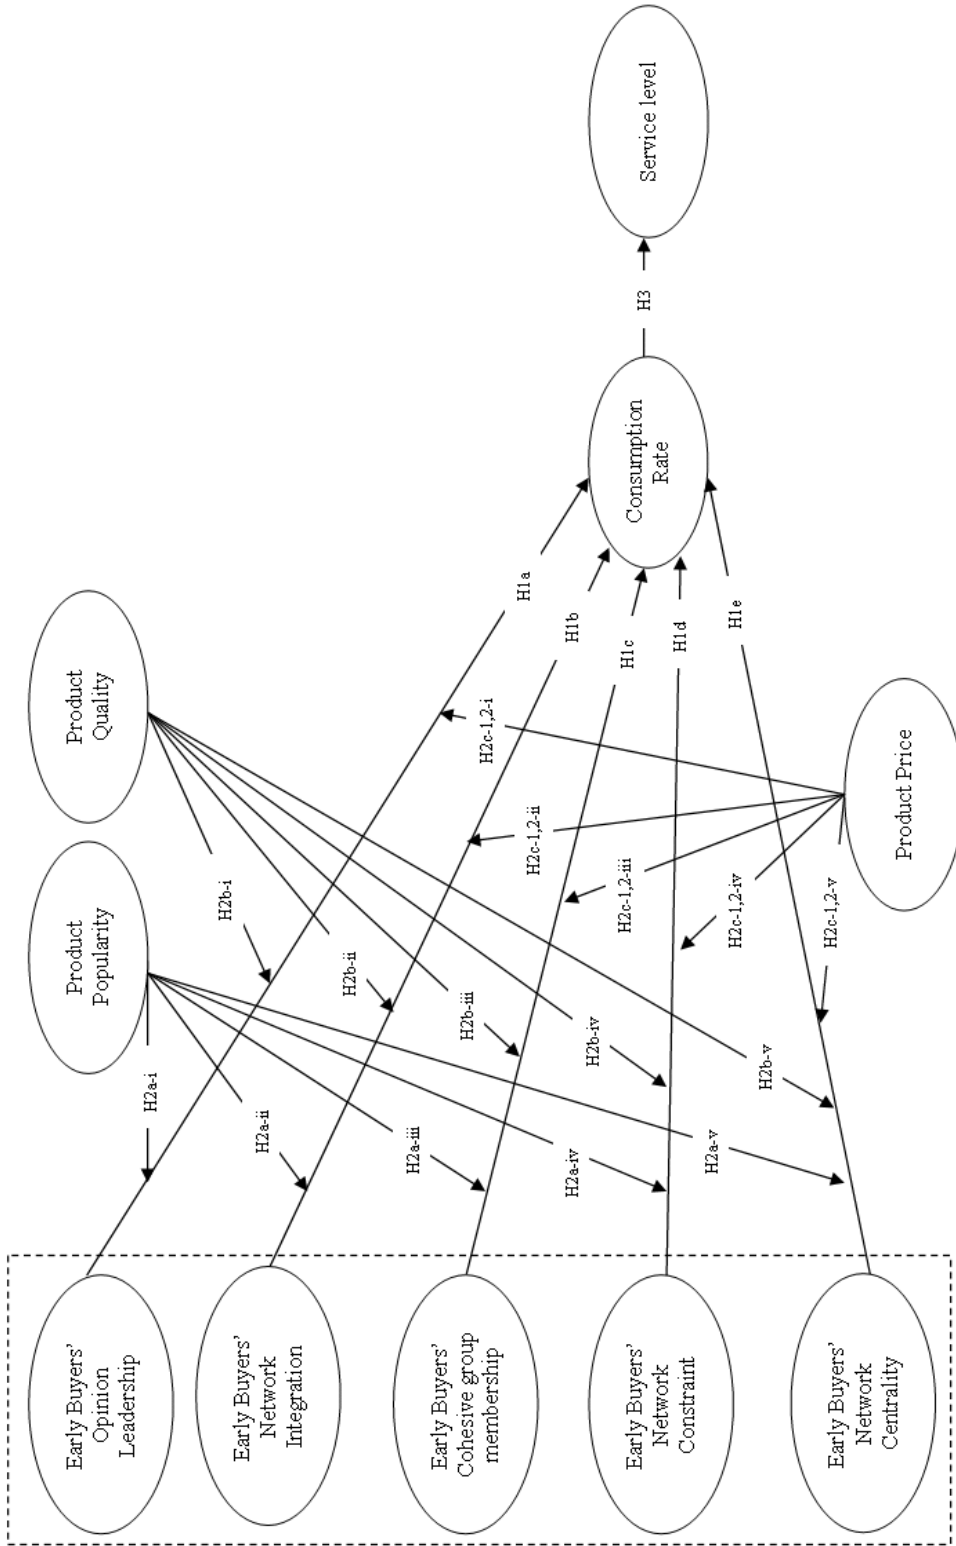 Early Buyers'
Opinion
Leadership
Early Buyers'
Network
Integration
Early Buyers'
Cohesive group
membership
Early Buyers'
Network
Constraint
Early Buyers'
Network
Centrality
Product
Popularity
Product
Quality
Product Price
Consumption
Rate
Service level
H2a-i
H2a-ii
H2a-iii
H2a-iv
H2a-v
H2b-i
H2b-ii
H2b-iii
H2b-iv
H2b-v
H2c-1,2-i
H2c-1,2-ii
H2c-1,2-iii
H2c-1,2-iv
H2c-1,2-v
H1a
H1b
H1c
H1d
H1e
H3